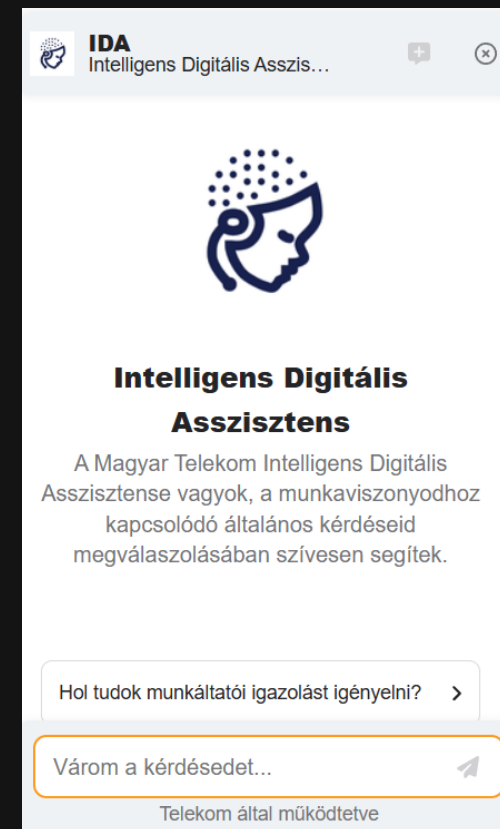 IDA
Intelligens Digitális Asszis...
Intelligens Digitális
Asszisztens
A Magyar Telekom Intelligens Digitális
Asszisztense vagyok, a munkaviszonyodhoz
kapcsolódó általános kérdéseid
megválaszolásában szívesen segítek.
Hol tudok munkáltatói igazolást igényelni?
Várom a kérdésedet...
Telekom által működtetve